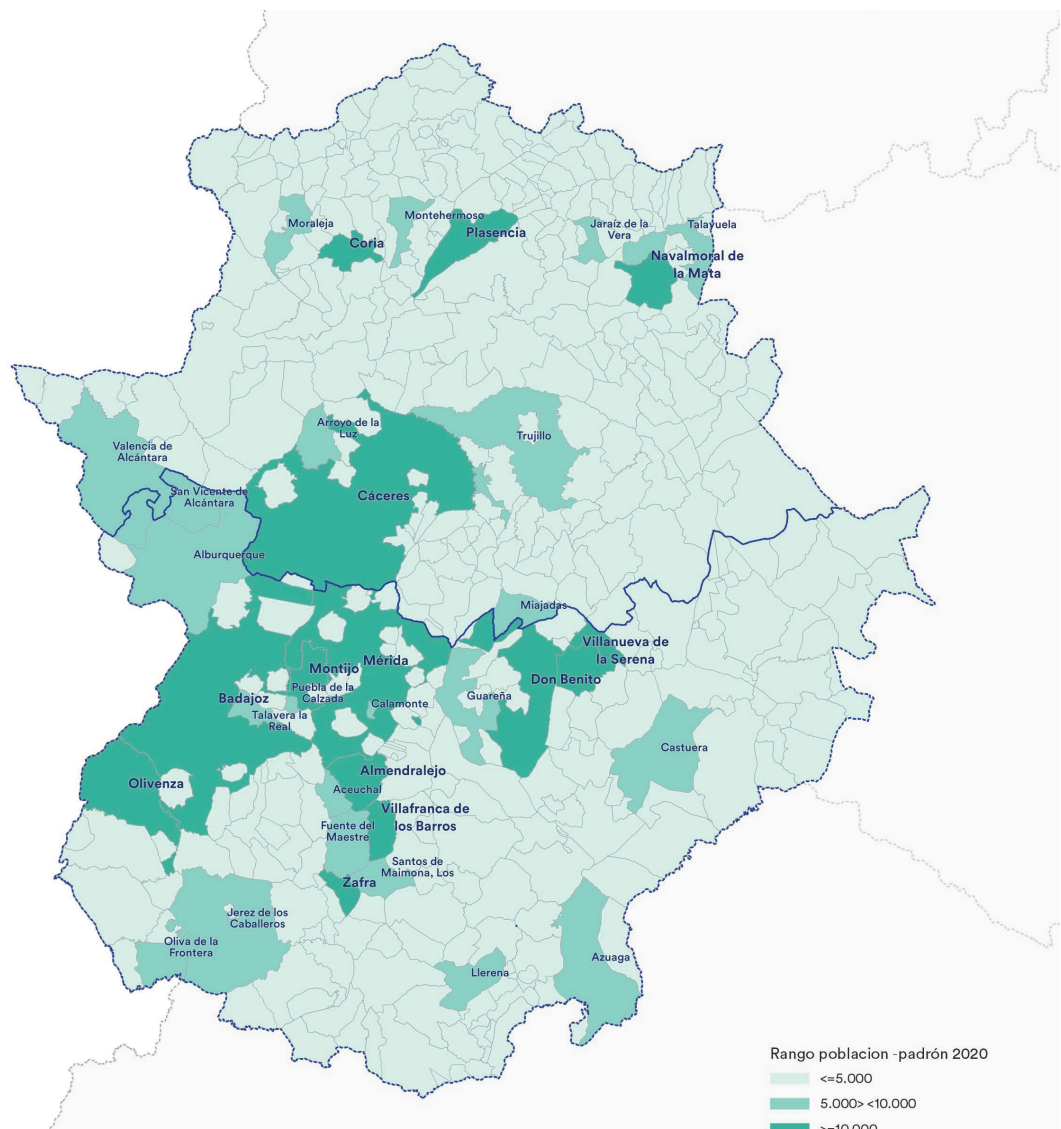 Moraleja
Montehermoso
Coria
Plasencia
Jaraíz de la
Vera
Talayuela
Navalmoral de
la Mata
Arroyo de la
Luz
Trujillo
Valencia de
Alcántara
San Vicente de
Alcántara
Cáceres
Alburquerque
Miajadas
Villanueva de
la Serena
Mérida
Montijo
Don Benito
Puebla de la
Calzada
Badajoz
Guareña
Calamonte
Talavera la
Real
Castuera
Almendralejo
Olivenza
Aceuchal
Villafranca de
los Barros
Fuente del
Maestre
Santos de
Maimona, Los
Zafra
Jerez de los
Caballeros
Oliva de la
Frontera
Azuaga
Llerena
Rango poblacion -padrón 2020
<=5.000
5.000> <10.000
>=10.000